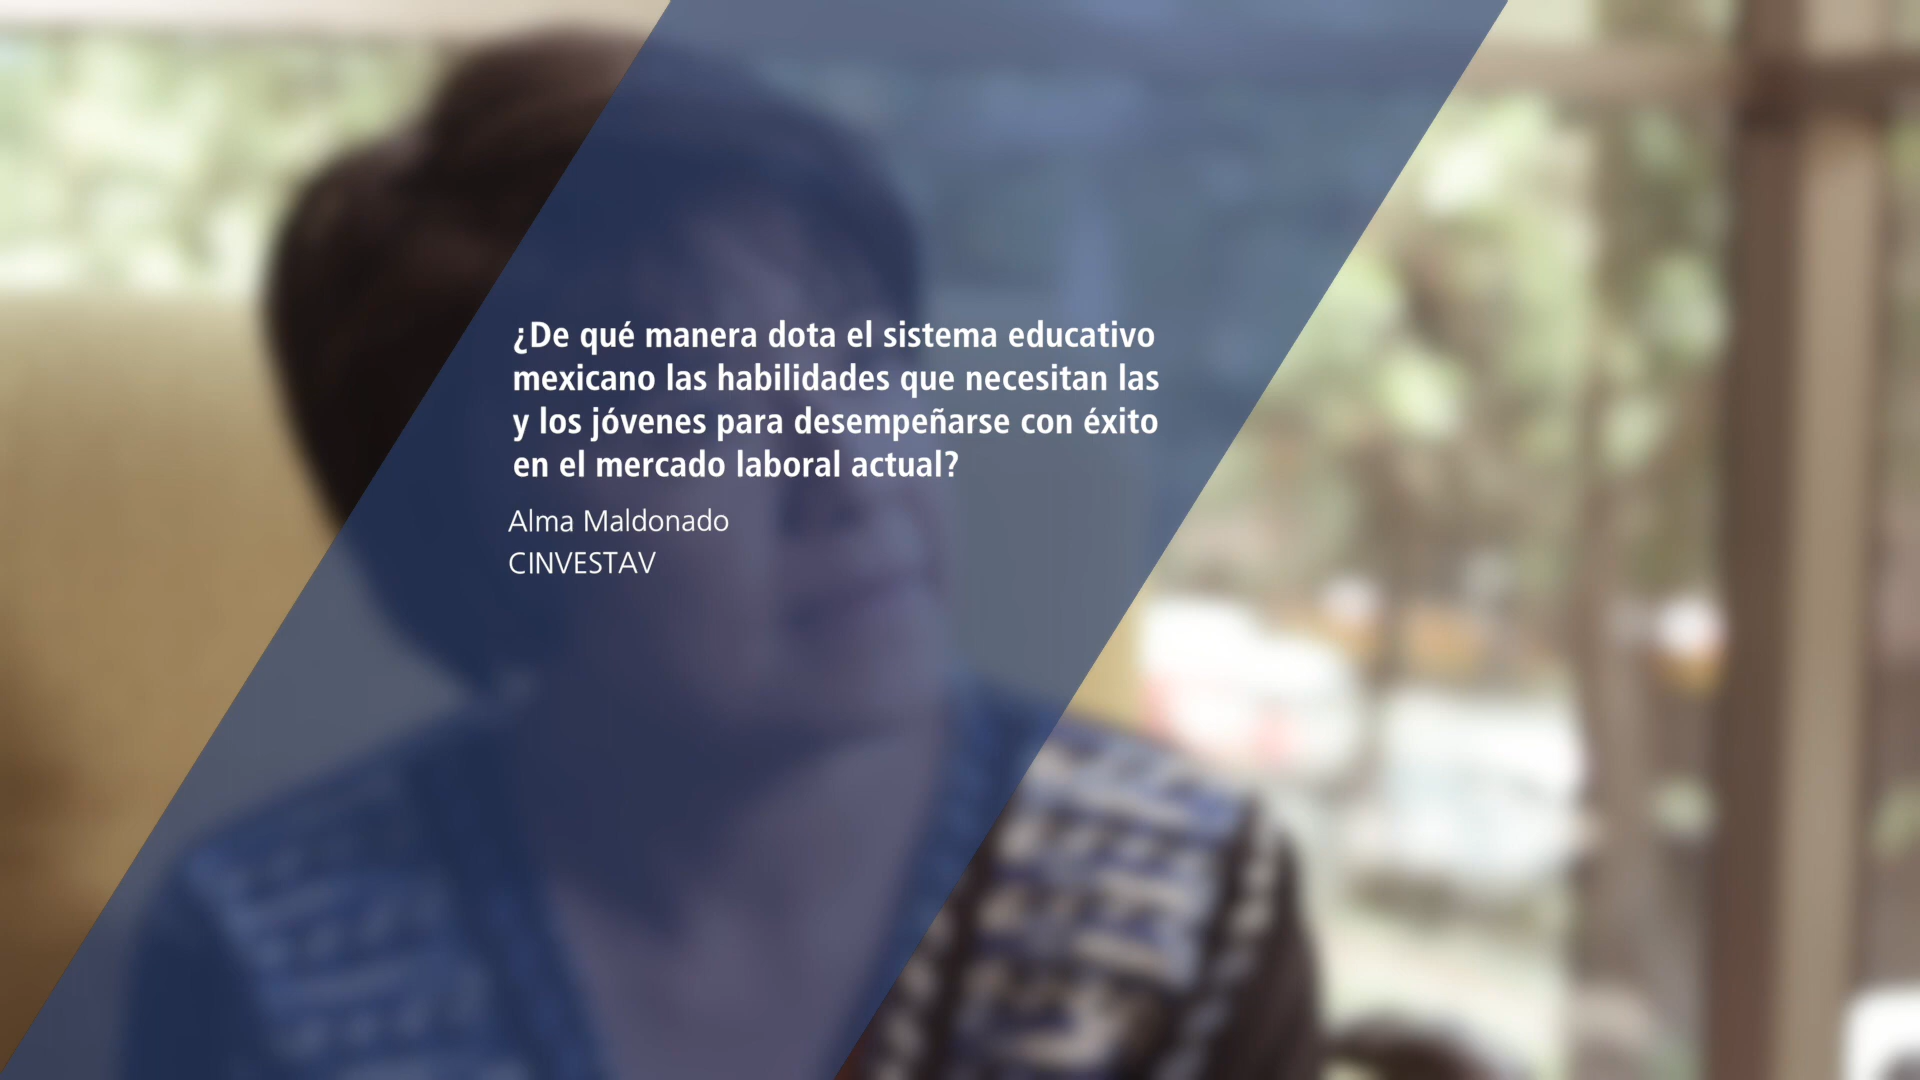 ¿De qué manera dota el sistema educativo
mexicano las habilidades que necesitan las
y los jóvenes para desempeñarse con éxito
en el mercado laboral actual?
Alma Maldonado
CINVESTAV